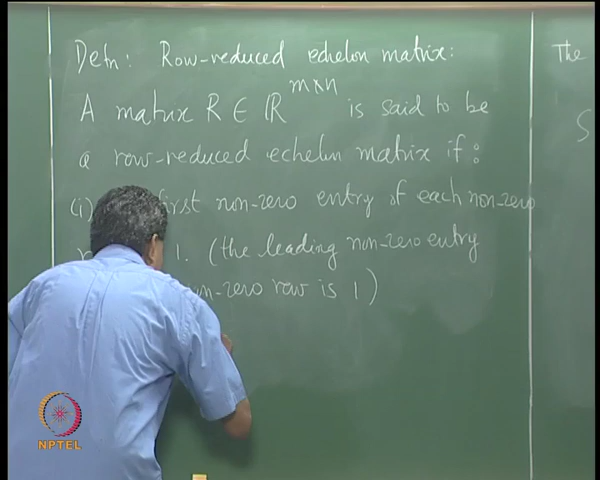 Defn: Row-reduced echelon matrix:
A matrix R ∈ ℝ^{m×n} is said to be
a row-reduced echelon matrix if:
(i) first non-zero entry of each non-zero
1. (the leading non-zero entry
non-zero row is 1)
The
S
NPTEL